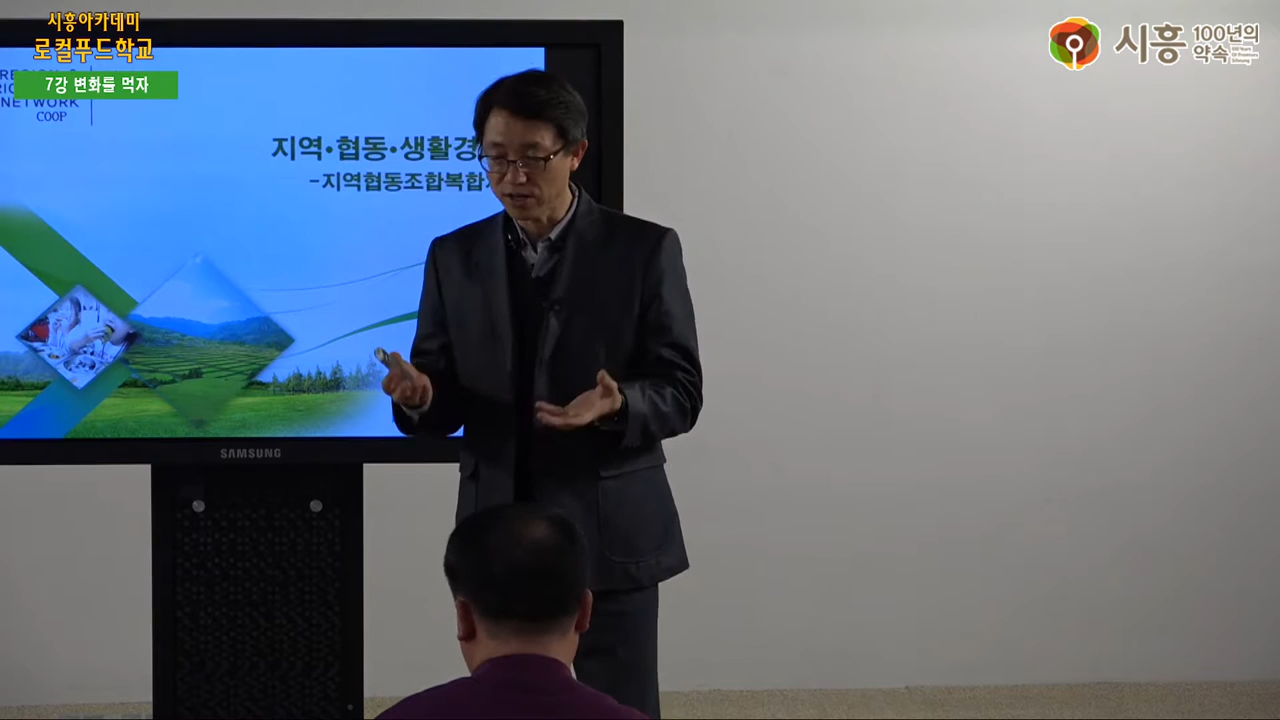 시흥아카데미
로컬푸드학교
7강 변화를 먹자
NETWORK
COOP
지역·협동·생활경
-지역협동조합복합
SAMSUNG
시흥 100년의
약속